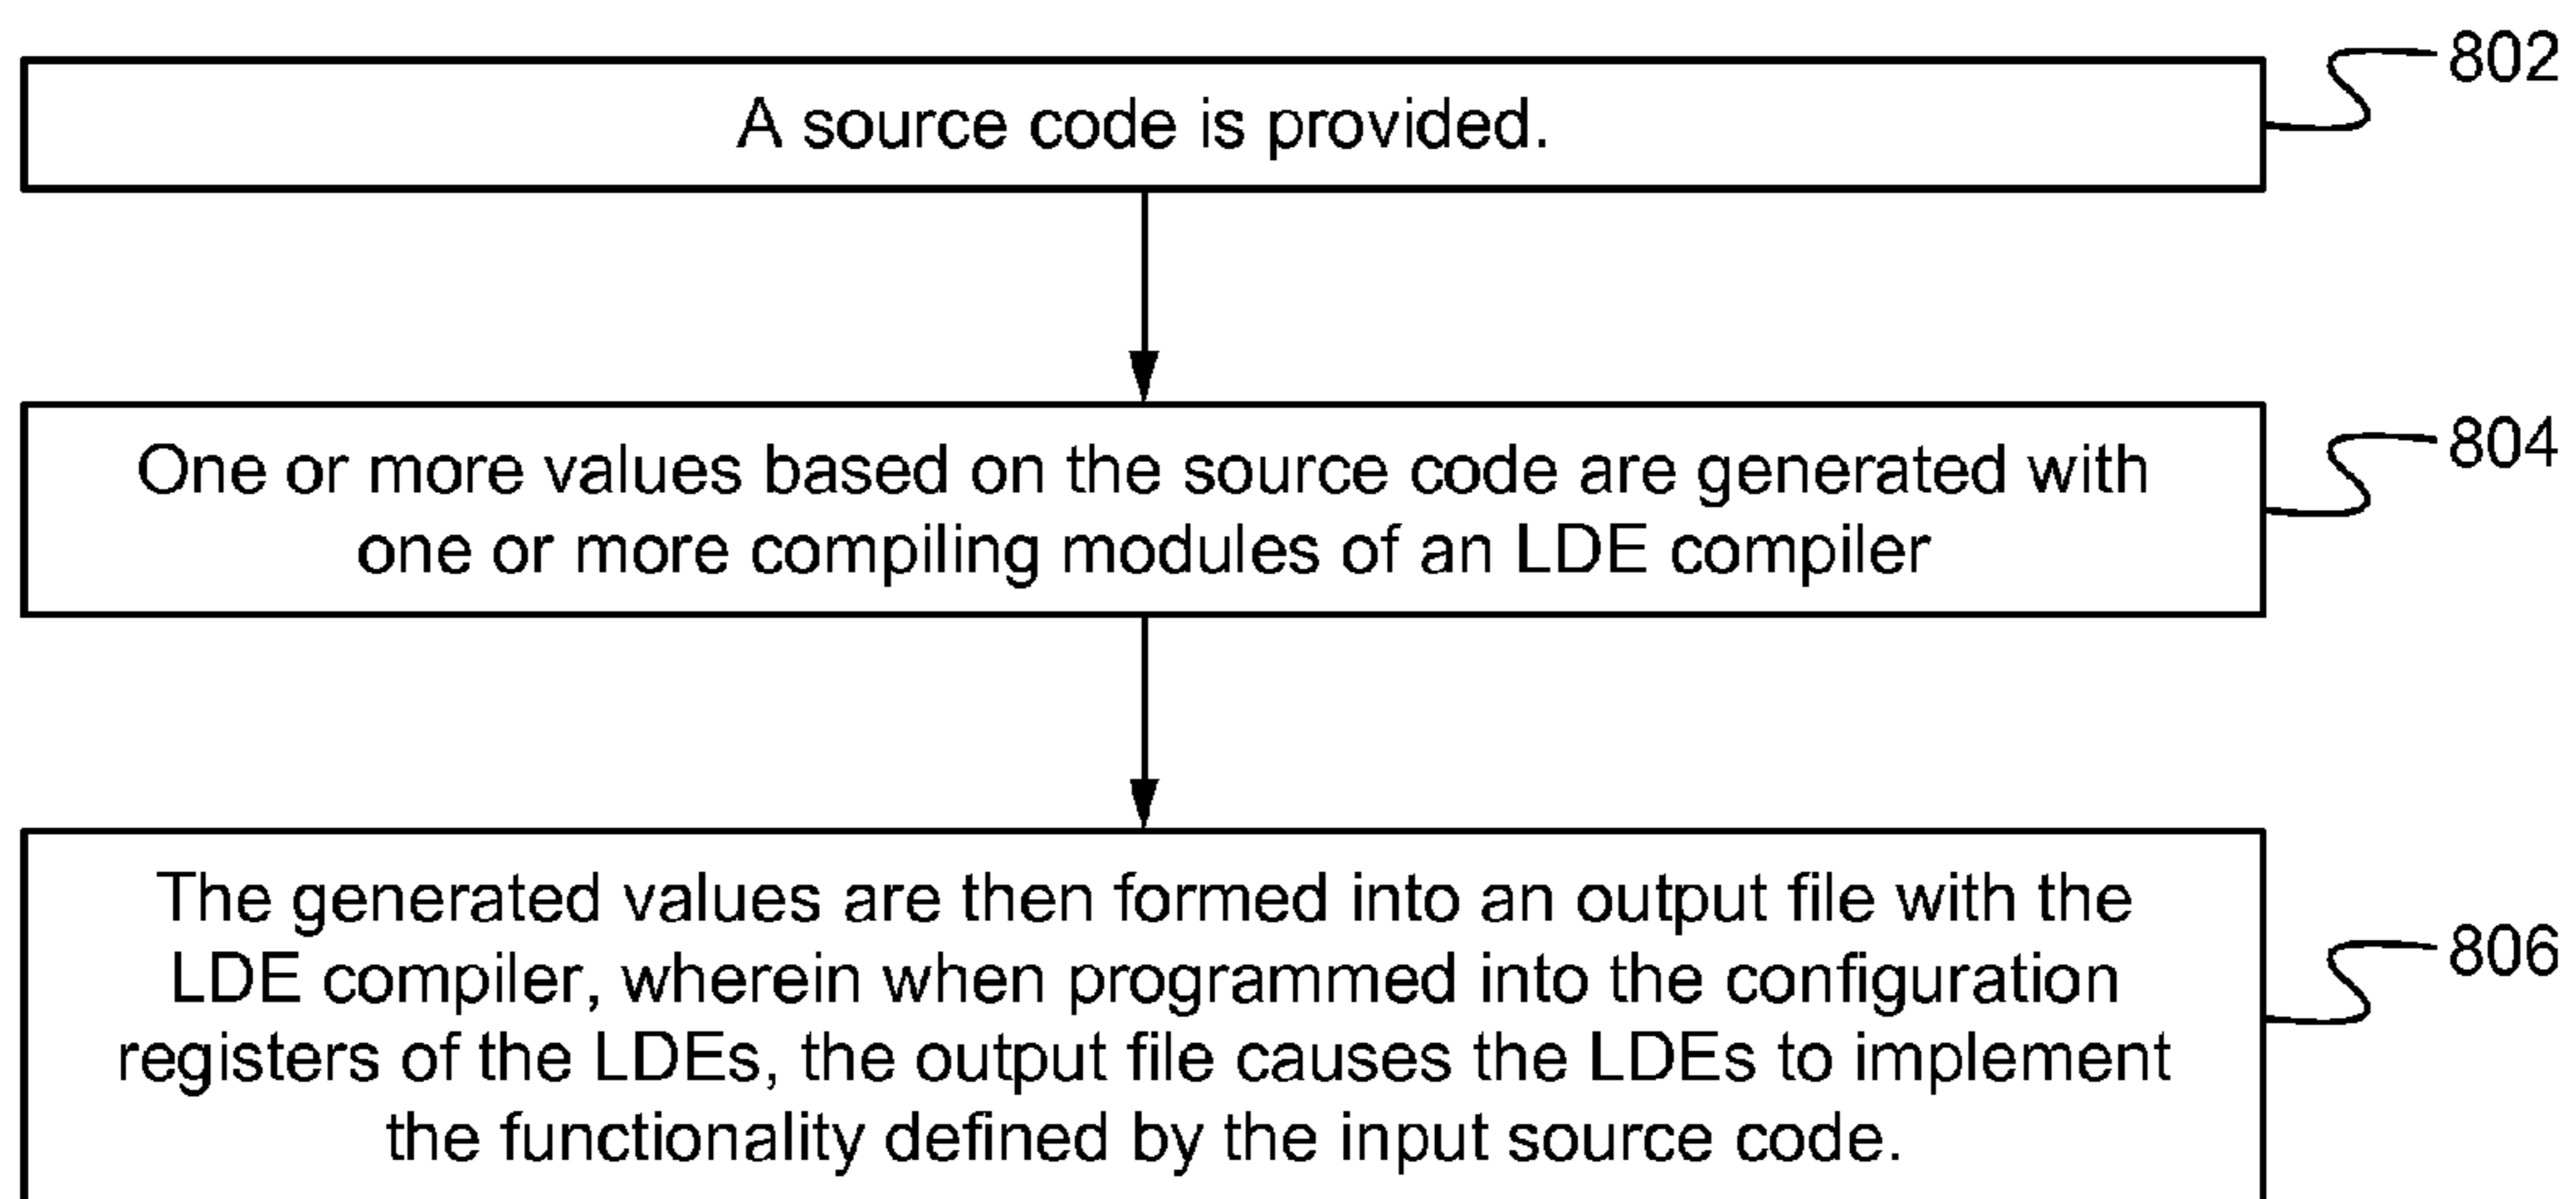 802
A source code is provided.
804
One or more values based on the source code are generated with
one or more compiling modules of an LDE compiler
806
The generated values are then formed into an output file with the
LDE compiler, wherein when programmed into the configuration
registers of the LDEs, the output file causes the LDEs to implement
the functionality defined by the input source code.